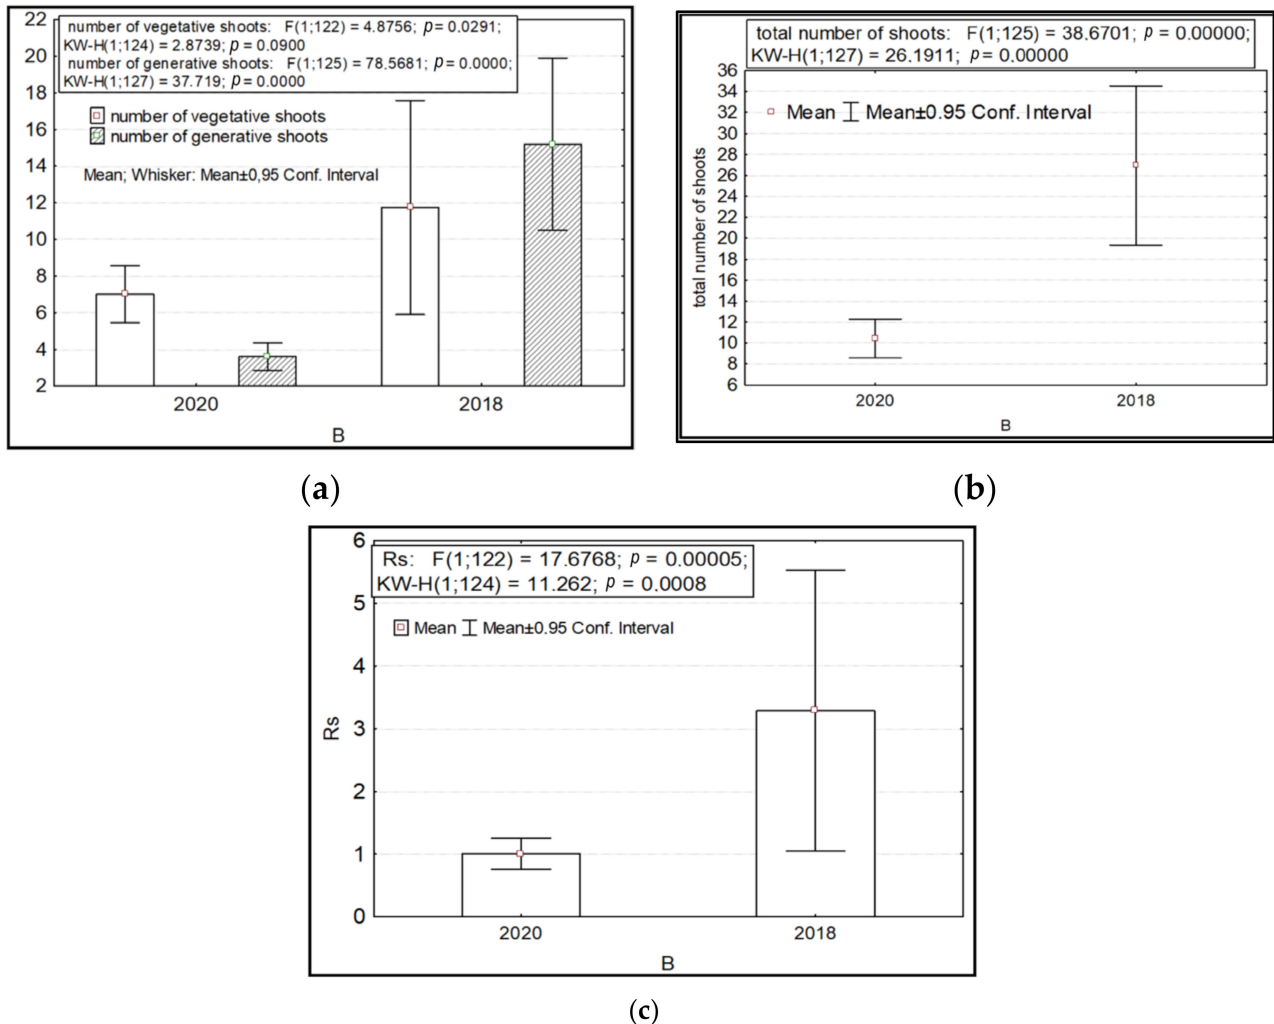 number of vegetative shoots: F(1;122) = 4.8756; p= 0.0291;
KW-H(1;124) = 2.8739; p = 0.0900
number of generative shoots: F(1;125) = 78.5681; p= 0.0000;
KW-H(1;127) = 37.719; p= 0.0000
number of vegetative shoots
number of generative shoots
Mean; Whisker: Mean±0,95 Conf. Interval
22
20
18
16
14
12
10
8
6
4
2
2020
2018
B
(a)
total number of shoots: F(1;125) = 38.6701; p = 0.00000;
KW-H(1;127) = 26.1911; p = 0.00000
Mean Mean±0.95 Conf. Interval
total number of shoots
36
34
32
30
28
26
24
22
20
18
16
14
12
10
8
6
2020
2018
B
(b)
Rs: F(1;122) = 17.6768; p = 0.00005;
KW-H(1;124) = 11.262; p = 0.0008
Mean Mean±0.95 Conf. Interval
Rs
6
5
4
3
2
1
0
2020
2018
B
(c)